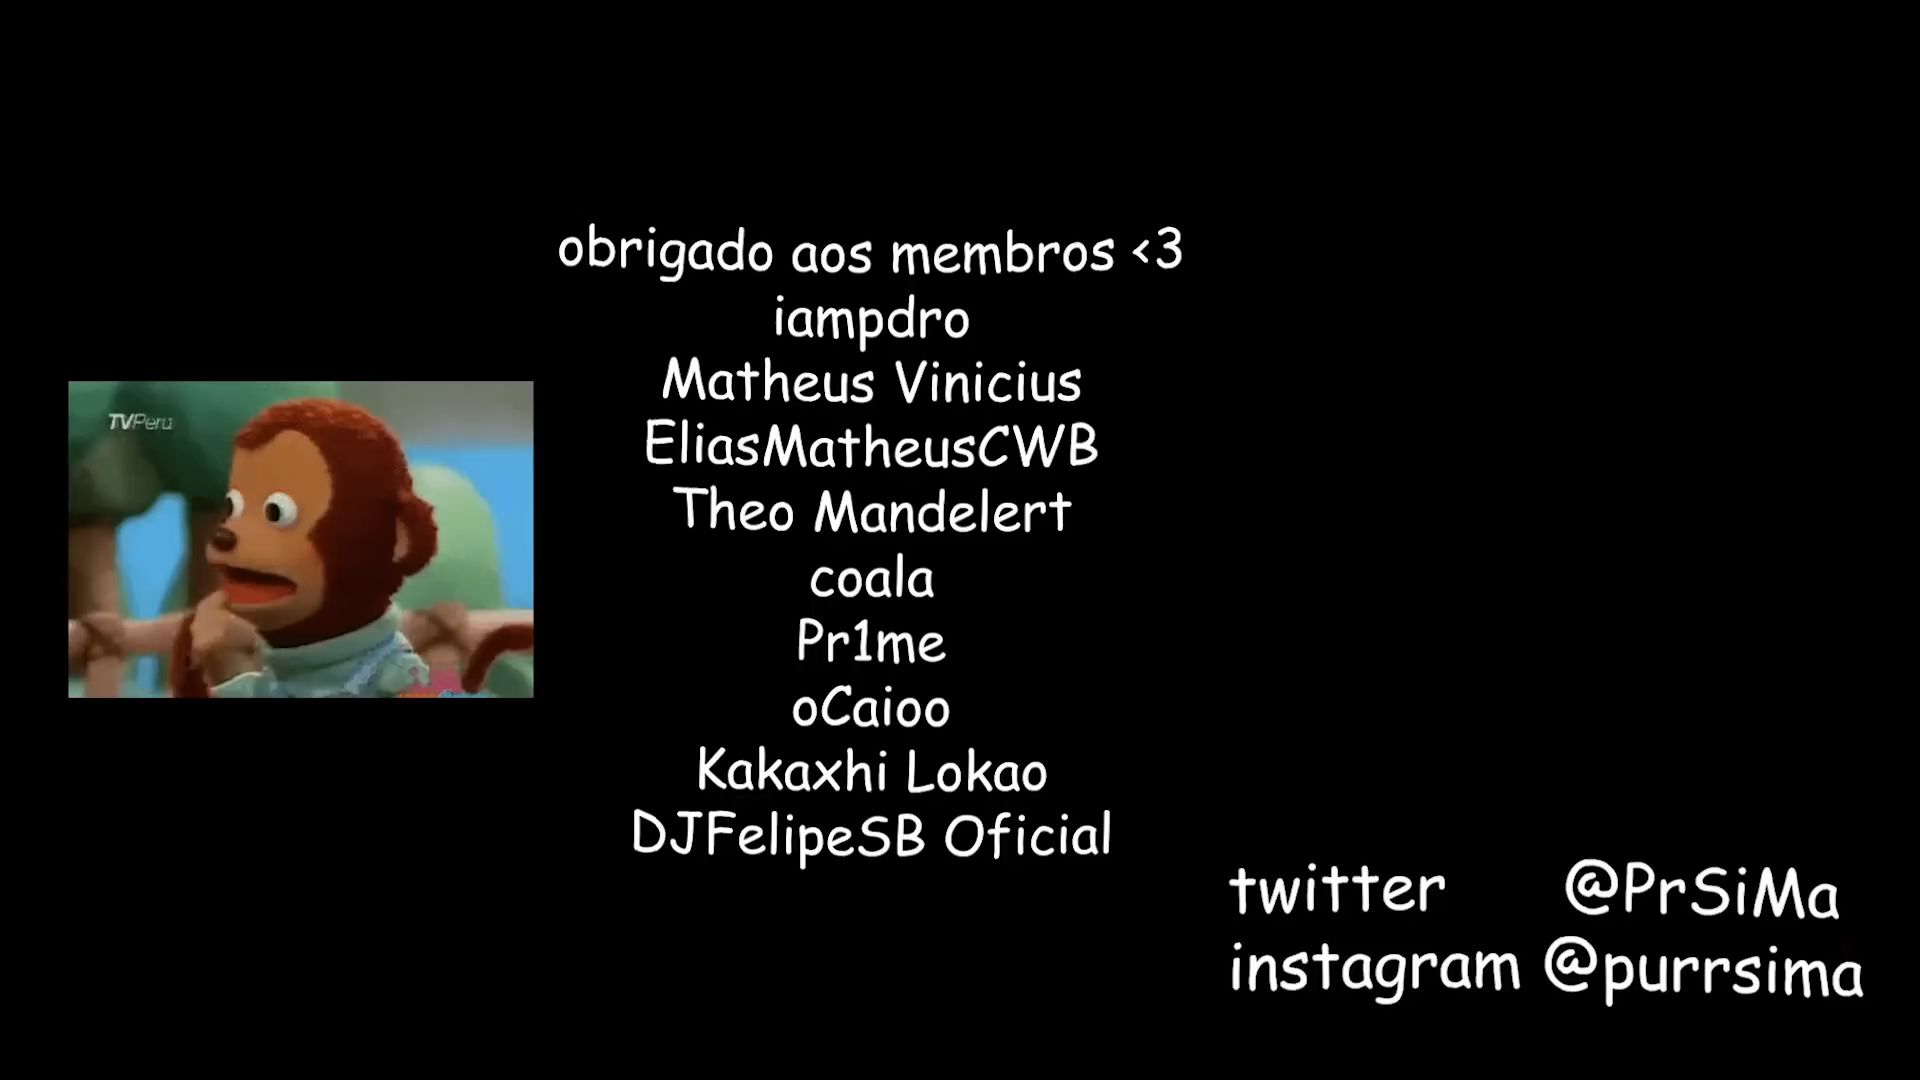 obrigado aos membros <3
iampdro
Matheus Vinicius
EliasMatheusCWB
Theo Mandelert
coala
Pr1me
oCaioo
Kakaxhi Lokao
DJFelipeSB Oficial
TVPerú
twitter @PrSiMa
instagram @purrsima